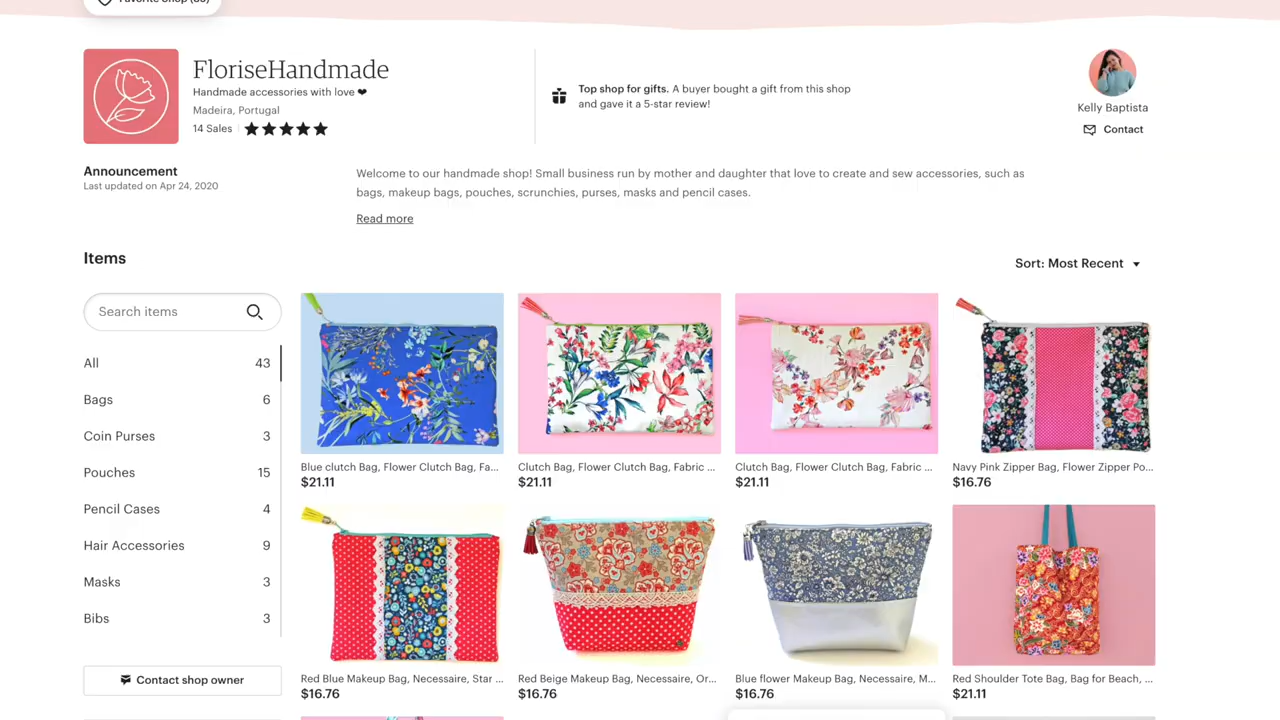 Favorite Shop (
FloriseHandmade
Handmade accessories with love ❤
Madeira, Portugal
14 Sales
Top shop for gifts. A buyer bought a gift from this shop
and gave it a 5-star review!
Kelly Baptista
Contact
Announcement
Last updated on Apr 24, 2020
Welcome to our handmade shop! Small business run by mother and daughter that love to create and sew accessories, such as
bags, makeup bags, pouches, scrunchies, purses, masks and pencil cases.
Read more
Items
Sort: Most Recent
Search items
All 43
Bags 6
Coin Purses 3
Pouches 15
Pencil Cases 4
Hair Accessories 9
Masks 3
Bibs 3
Contact shop owner
Blue clutch Bag, Flower Clutch Bag, Fa...
$21.11
Clutch Bag, Flower Clutch Bag, Fabric ...
$21.11
Clutch Bag, Flower Clutch Bag, Fabric ...
$21.11
Navy Pink Zipper Bag, Flower Zipper Po...
$16.76
Red Blue Makeup Bag, Necessaire, Star ...
$16.76
Red Beige Makeup Bag, Necessaire, Or...
$16.76
Blue flower Makeup Bag, Necessaire, M...
$16.76
Red Shoulder Tote Bag, Bag for Beach, ...
$21.11